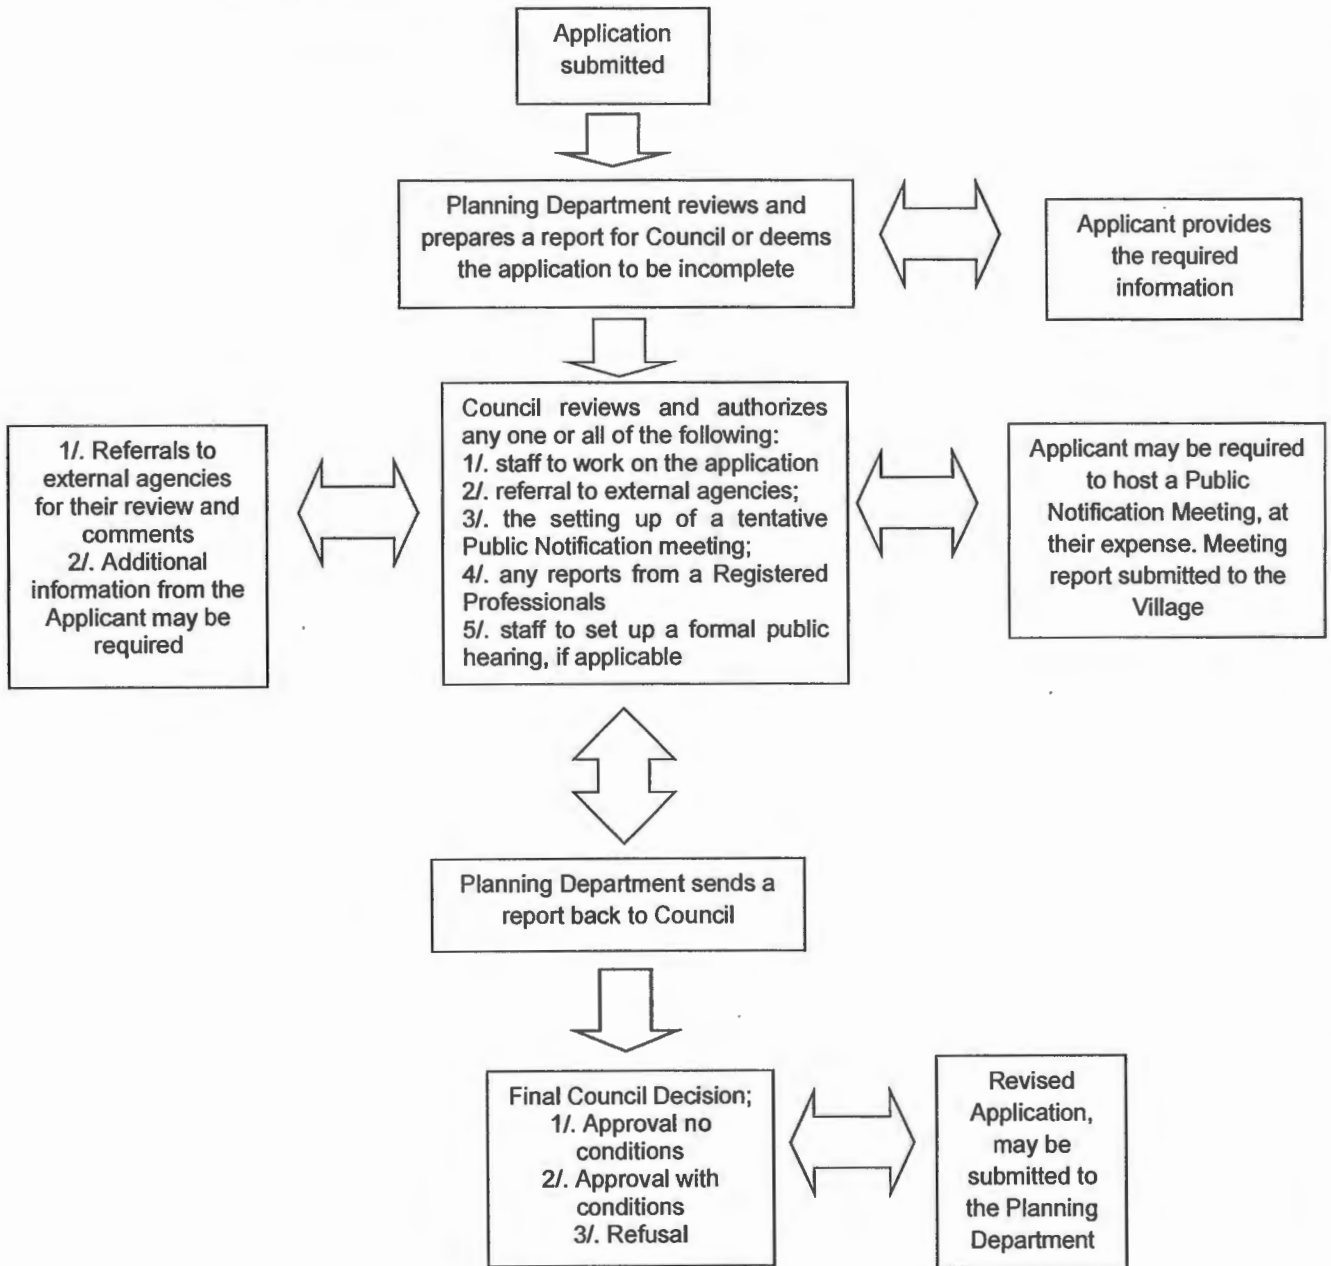 Application
submitted
Planning Department reviews and
prepares a report for Council or deems
the application to be incomplete
Applicant provides
the required
information
1/. Referrals to
external agencies
for their review and
comments
2/. Additional
information from the
Applicant may be
required
Council reviews and authorizes
any one or all of the following:
1/. staff to work on the application
2/. referral to external agencies;
3/. the setting up of a tentative
Public Notification meeting;
4/. any reports from a Registered
Professionals
5/. staff to set up a formal public
hearing, if applicable
Applicant may be required
to host a Public
Notification Meeting, at
their expense. Meeting
report submitted to the
Village
Planning Department sends a
report back to Council
Final Council Decision;
1/. Approval no
conditions
2/. Approval with
conditions
3/. Refusal
Revised
Application,
may be
submitted to
the Planning
Department